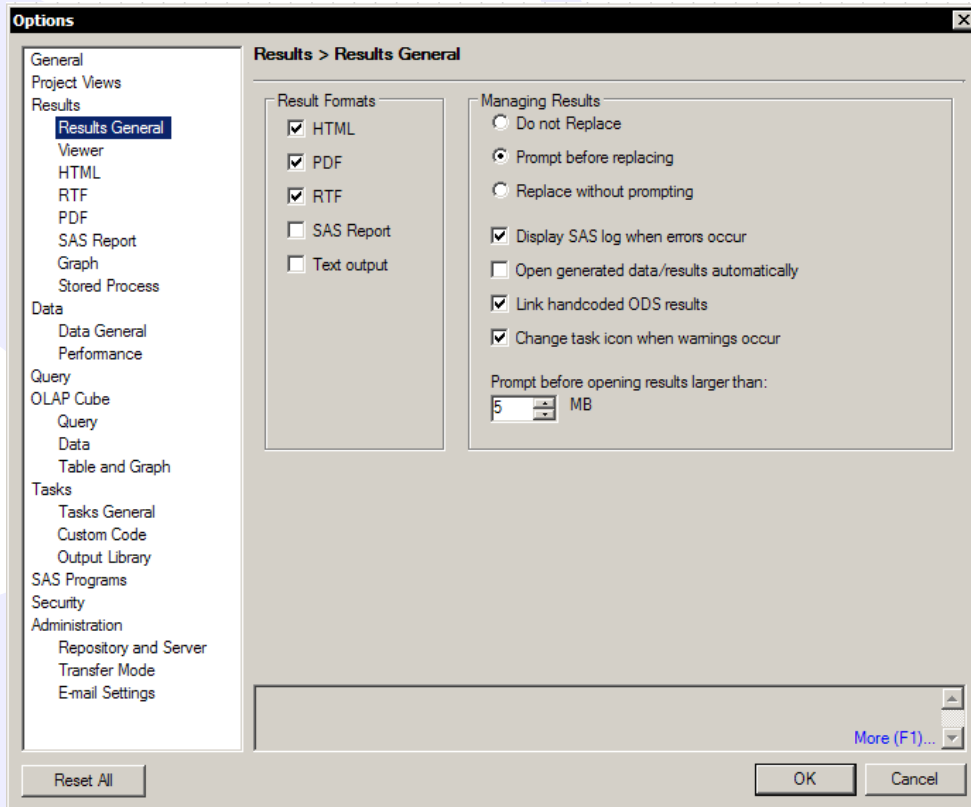 Options
General
Project Views
Results
Results General
Viewer
HTML
RTF
PDF
SAS Report
Graph
Stored Process
Data
Data General
Performance
Query
OLAP Cube
Query
Data
Table and Graph
Tasks
Tasks General
Custom Code
Output Library
SAS Programs
Security
Administration
Repository and Server
Transfer Mode
E-mail Settings
Results > Results General
Result Formats
HTML
PDF
RTF
SAS Report
Text output
Managing Results
Do not Replace
Prompt before replacing
Replace without prompting
Display SAS log when errors occur
Open generated data/results automatically
Link handcoded ODS results
Change task icon when warnings occur
Prompt before opening results larger than:
5 MB
More (F1)...
Reset All
OK
Cancel